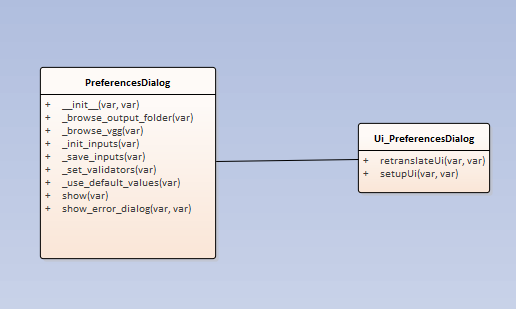 PreferencesDialog
+ __init__(var, var)
+ _browse_output_folder(var)
+ _browse_vgg(var)
+ _init_inputs(var)
+ _save_inputs(var)
+ _set_validators(var)
+ _use_default_values(var)
+ show(var)
+ show_error_dialog(var, var)
Ui_PreferencesDialog
+ retranslateUi(var, var)
+ setupUi(var, var)